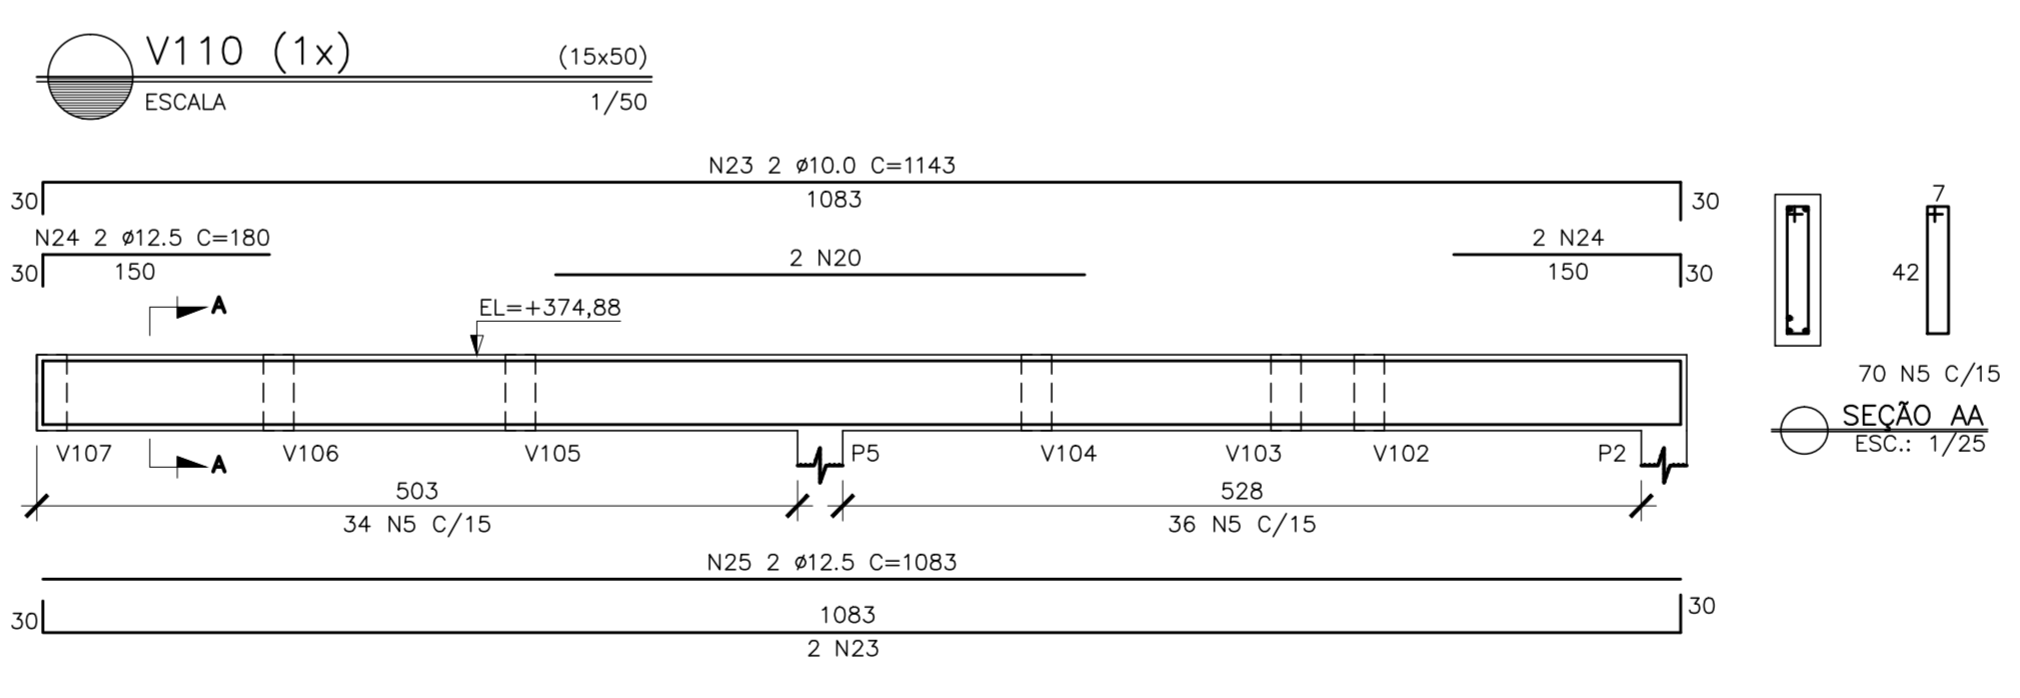 V110 (1x) (15x50)
ESCALA 1/50
N23 2 ø10.0 C=1143
30 1083 30
N24 2 ø12.5 C=180
30 150
2 N20
2 N24
150 30
A
EL=+374,88
V107 V106 V105 P5 V104 V103 V102 P2
A
503
34 N5 C/15
528
36 N5 C/15
N25 2 ø12.5 C=1083
30 1083 30
2 N23
7
42
70 N5 C/15
SEÇÃO AA
ESC.: 1/25